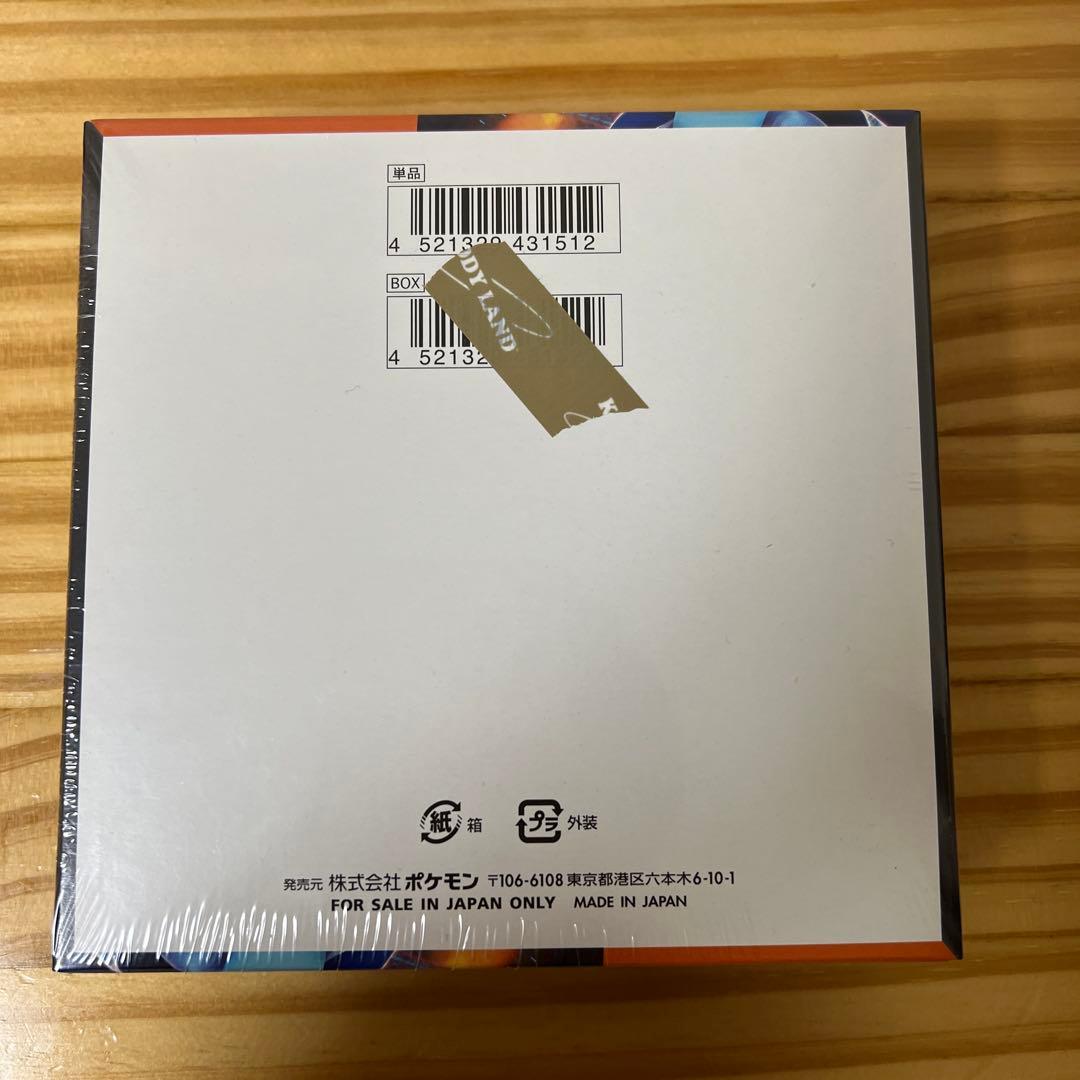 単品
4 521329 431512
BOX
4 52132
ODY LAND
K
紙 箱
プラ 外装
発売元 株式会社ポケモン 〒106-6108 東京都港区六本木6-10-1
FOR SALE IN JAPAN ONLY MADE IN JAPAN